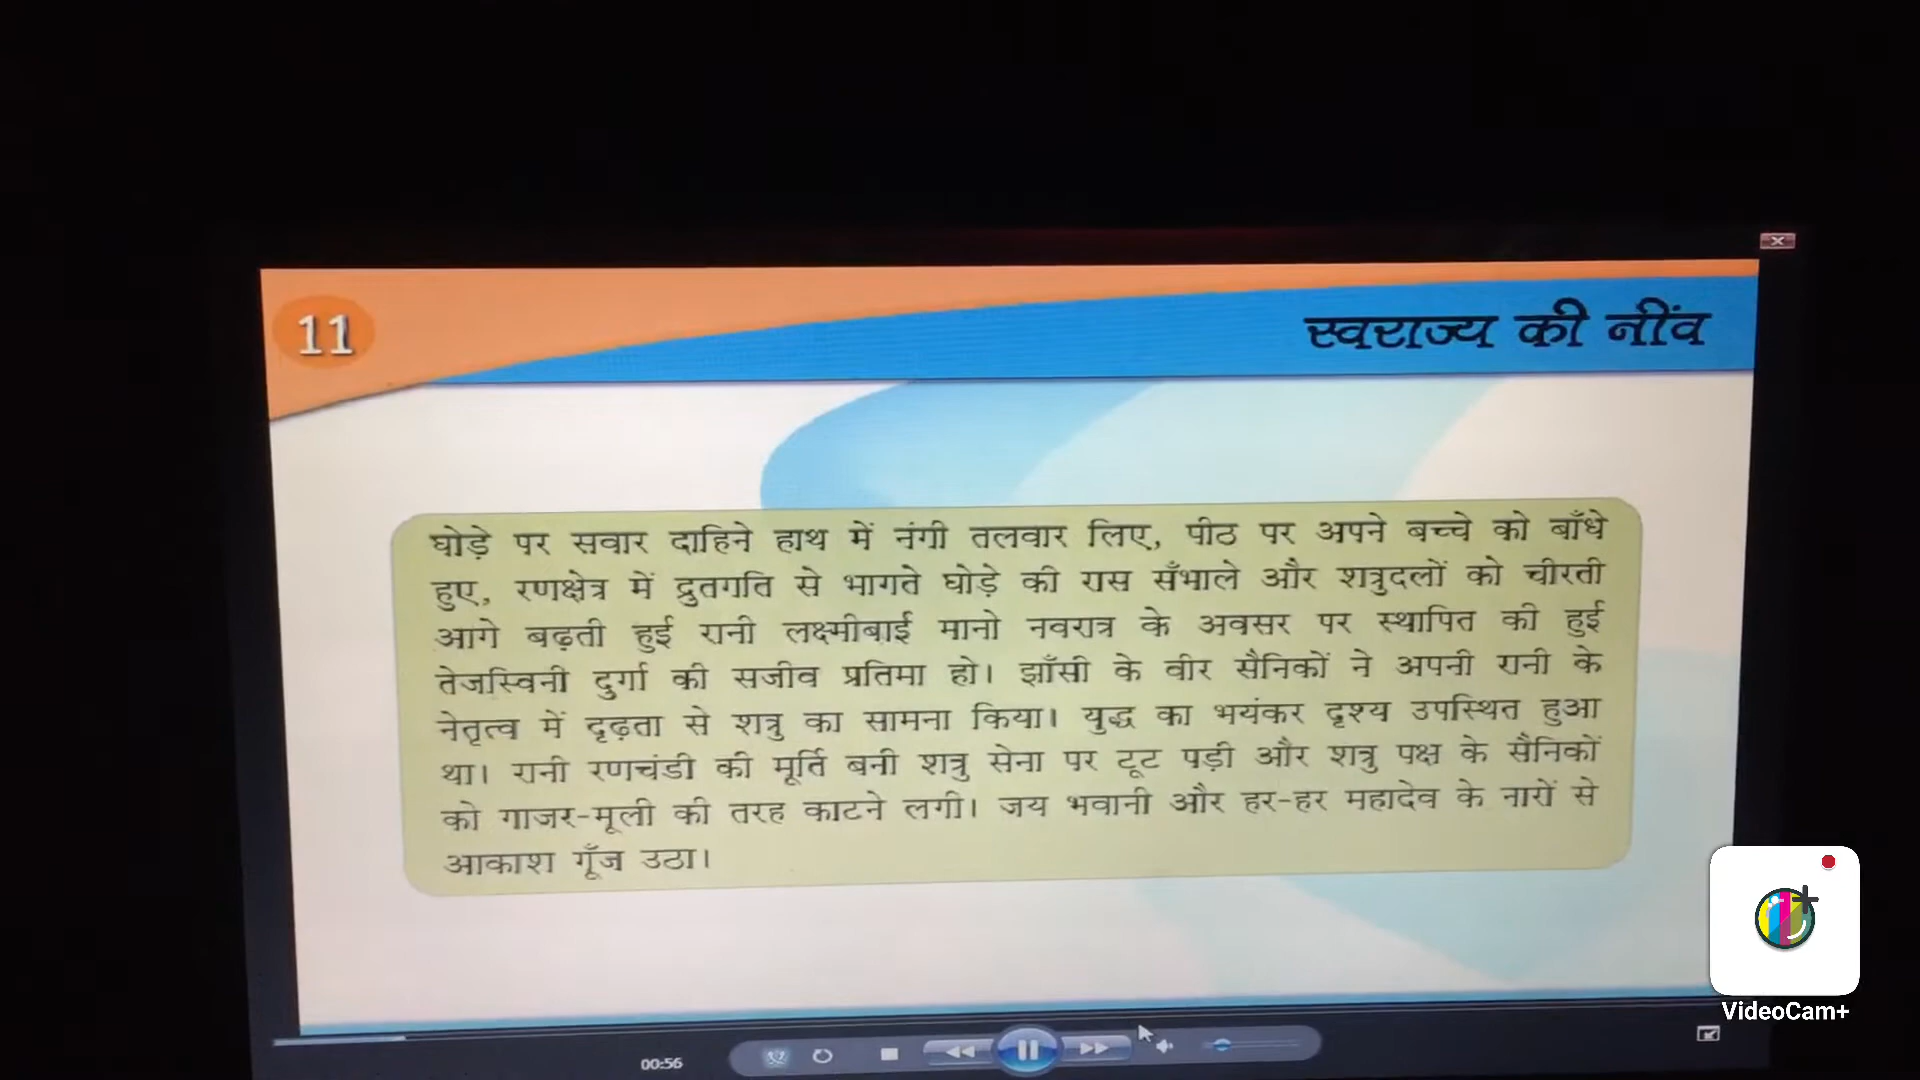 11
स्वराज्य की नींव
घोड़े पर सवार दाहिने हाथ में नंगी तलवार लिए, पीठ पर अपने बच्चे को बाँधे
हुए, रणक्षेत्र में द्रुतगति से भागते घोड़े की रास सँभाले और शत्रुदलों को चीरती
आगे बढ़ती हुई रानी लक्ष्मीबाई मानो नवरात्र के अवसर पर स्थापित की हुई
तेजस्विनी दुर्गा की सजीव प्रतिमा हो। झाँसी के वीर सैनिकों ने अपनी रानी के
नेतृत्व में दृढ़ता से शत्रु का सामना किया। युद्ध का भयंकर दृश्य उपस्थित हुआ
था। रानी रणचंडी की मूर्ति बनी शत्रु सेना पर टूट पड़ी और शत्रु पक्ष के सैनिकों
को गाजर-मूली की तरह काटने लगी। जय भवानी और हर-हर महादेव के नारों से
आकाश गूँज उठा।
VideoCam+
00:56